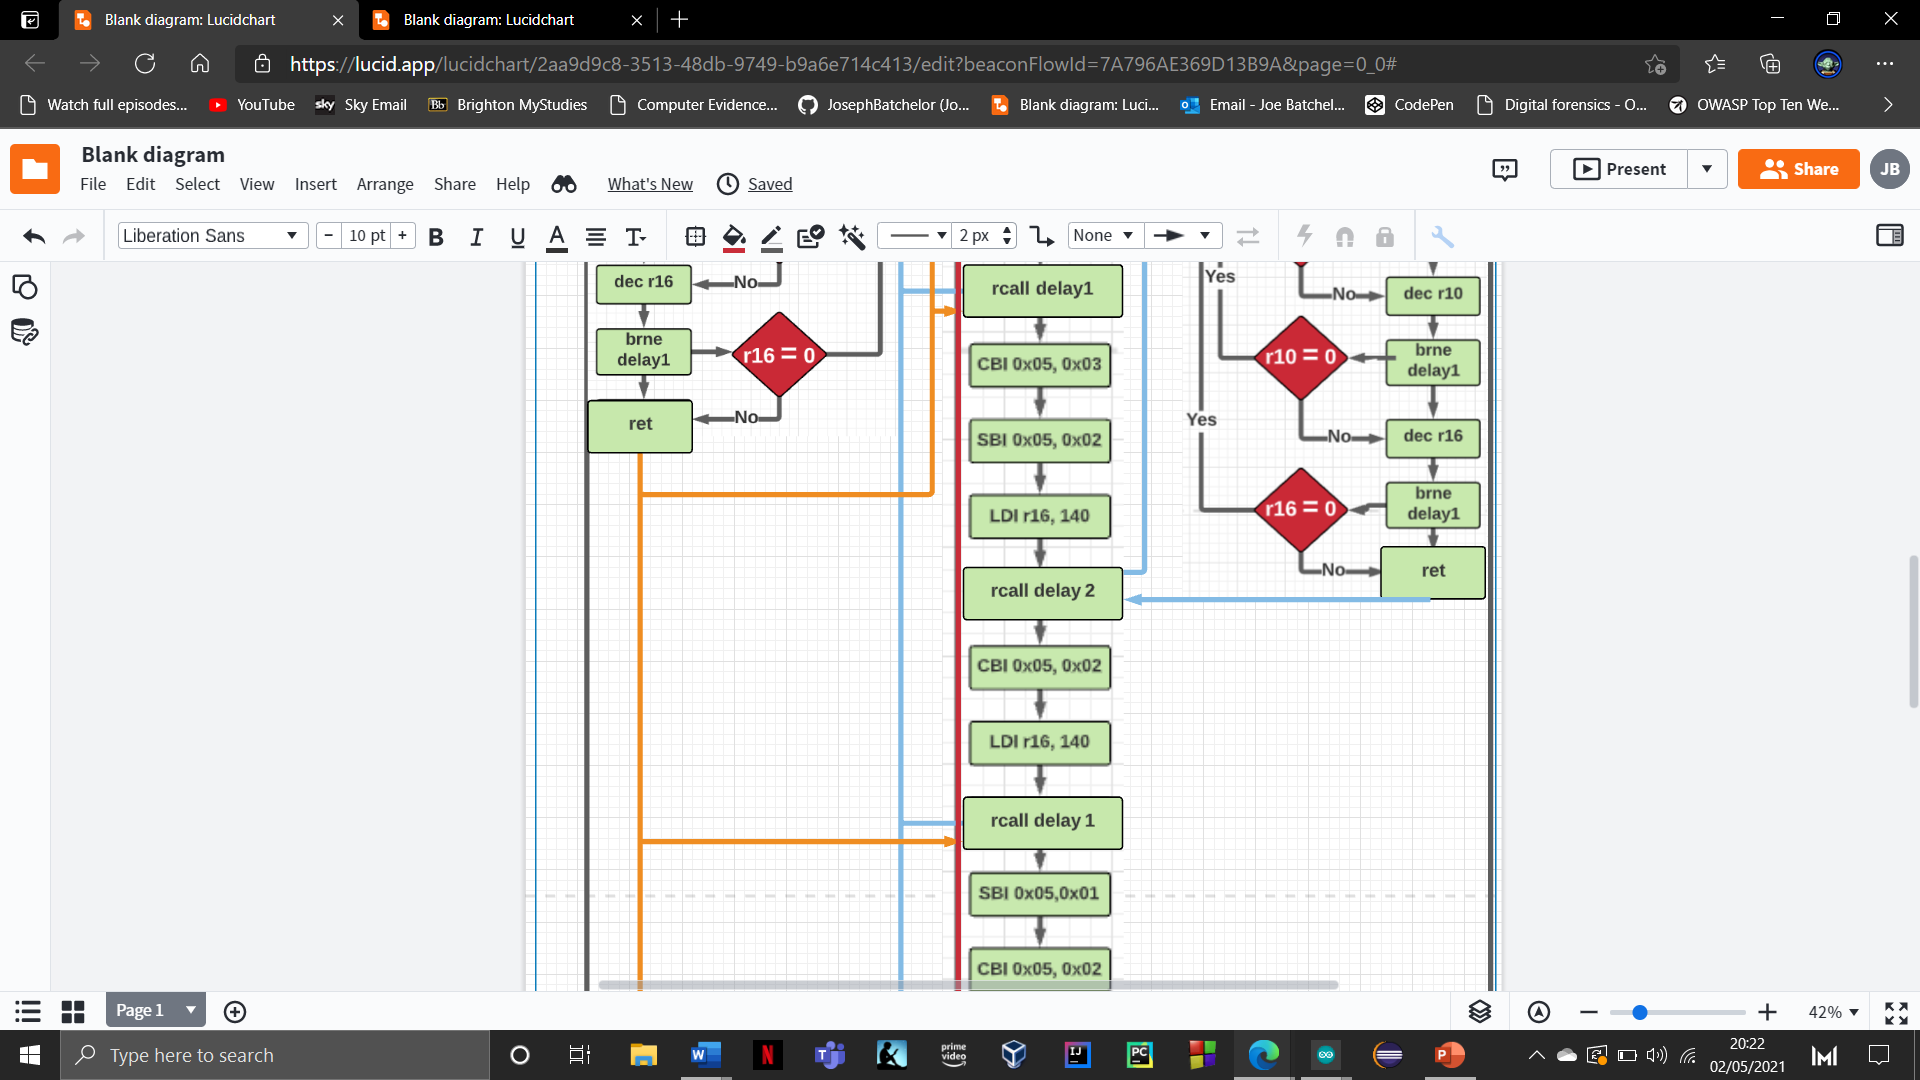 Blank diagram: Lucidchart
Blank diagram: Lucidchart
https://lucid.app/lucidchart/2aa9d9c8-3513-48db-9749-b9a6e714c413/edit?beaconFlowId=7A796AE369D13B9A&page=0_0#
Watch full episodes...
YouTube
sky Sky Email
Bb Brighton MyStudies
Computer Evidence...
JosephBatchelor (Jo...
Blank diagram: Luci...
Email - Joe Batchel...
CodePen
Digital forensics - O...
OWASP Top Ten We...
Blank diagram
File Edit Select View Insert Arrange Share Help What's New Saved
Present
Share
JB
Liberation Sans
- 10 pt +
B I U A T
2 px
None
dec r16
No
brne
delay1
r16 = 0
ret
No
rcall delay1
CBI 0x05, 0x03
SBI 0x05, 0x02
LDI r16, 140
rcall delay 2
CBI 0x05, 0x02
LDI r16, 140
rcall delay 1
SBI 0x05,0x01
CBI 0x05, 0x02
Yes
No
dec r10
r10 = 0
brne
delay1
Yes
No
dec r16
r16 = 0
brne
delay1
No
ret
Page 1
42%
Type here to search
W
N
prime
video
IJ
PC
P
20:22
02/05/2021